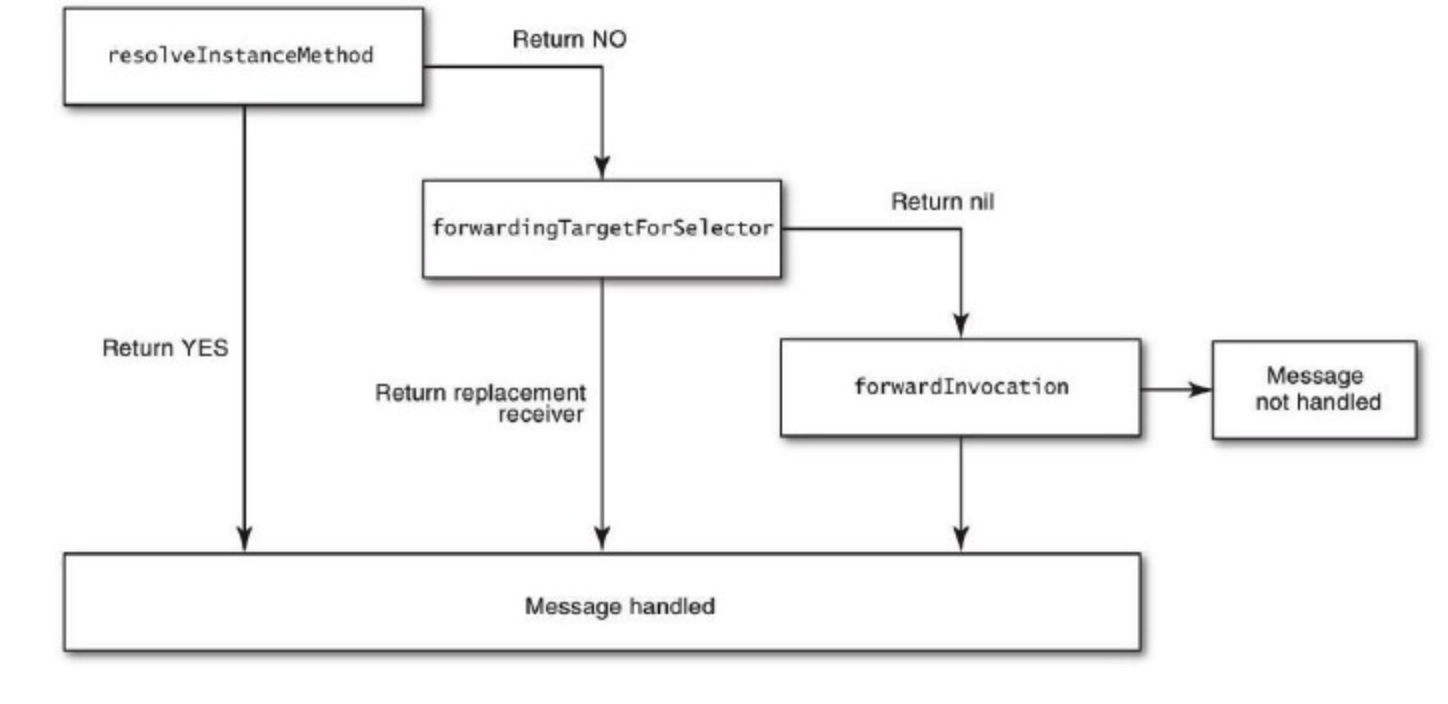 resolveInstanceMethod
Return NO
forwardingTargetForSelector
Return nil
Return YES
Return replacement
receiver
forwardInvocation
Message
not handled
Message handled